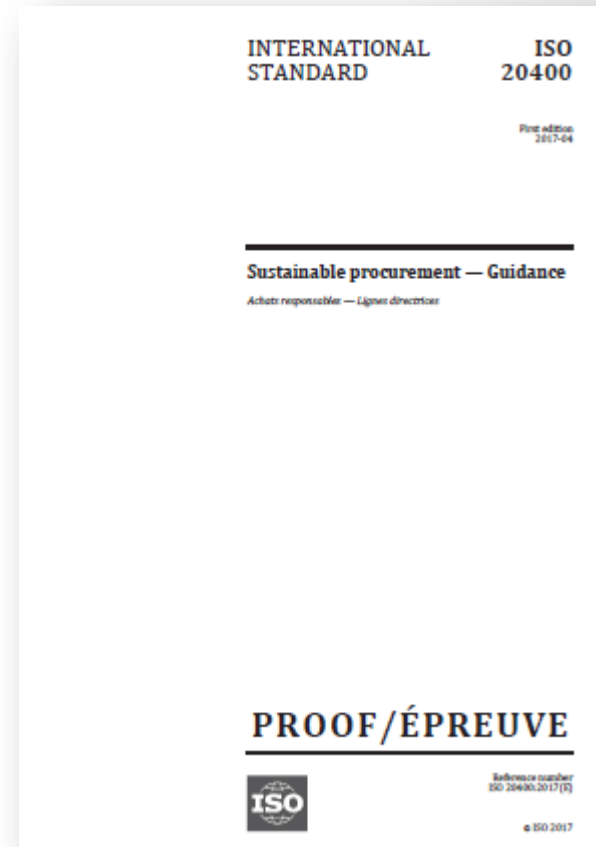 INTERNATIONAL STANDARD
ISO 20400
First edition
2017-04
Sustainable procurement — Guidance
Achats responsables — Lignes directrices
PROOF/ÉPREUVE
ISO
Reference number
ISO 20400:2017(E)
© ISO 2017